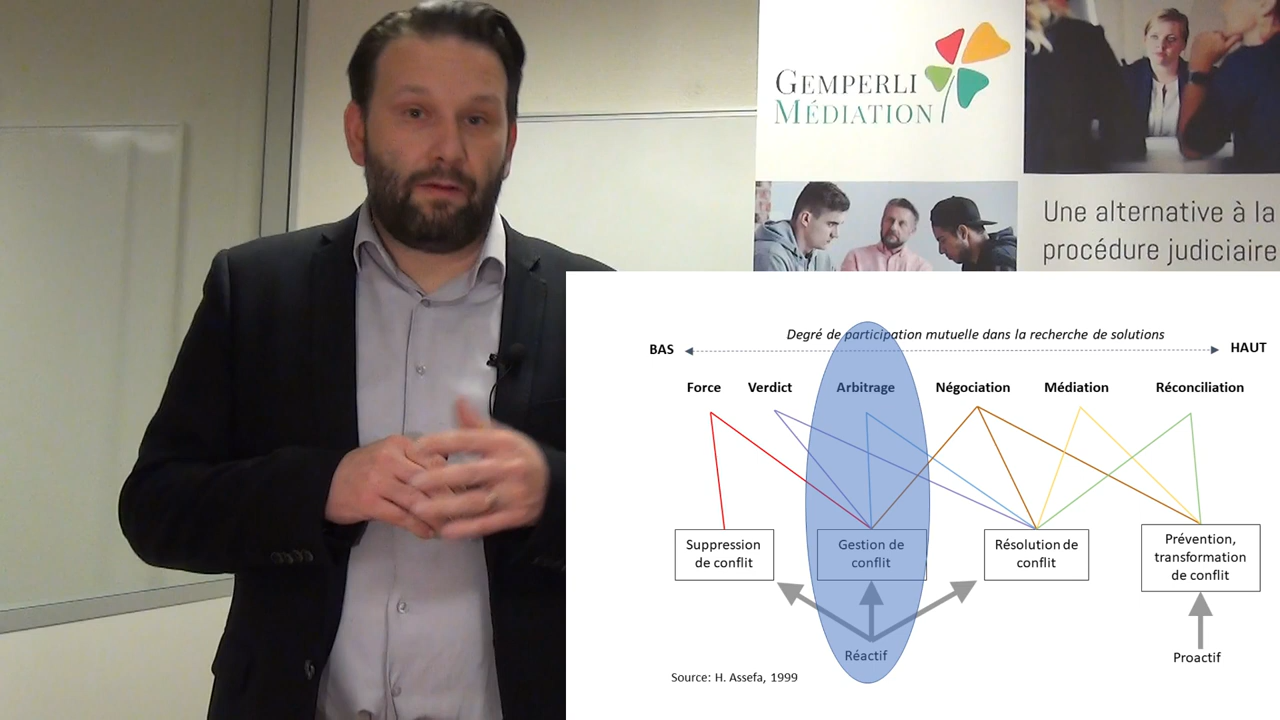 GEMPERLI
MÉDIATION
Une alternative à la
procédure judiciaire
Degré de participation mutuelle dans la recherche de solutions
BAS
HAUT
Force
Verdict
Arbitrage
Négociation
Médiation
Réconciliation
Suppression
de conflit
Gestion de
conflit
Résolution de
conflit
Prévention,
transformation
de conflit
Réactif
Proactif
Source: H. Assefa, 1999